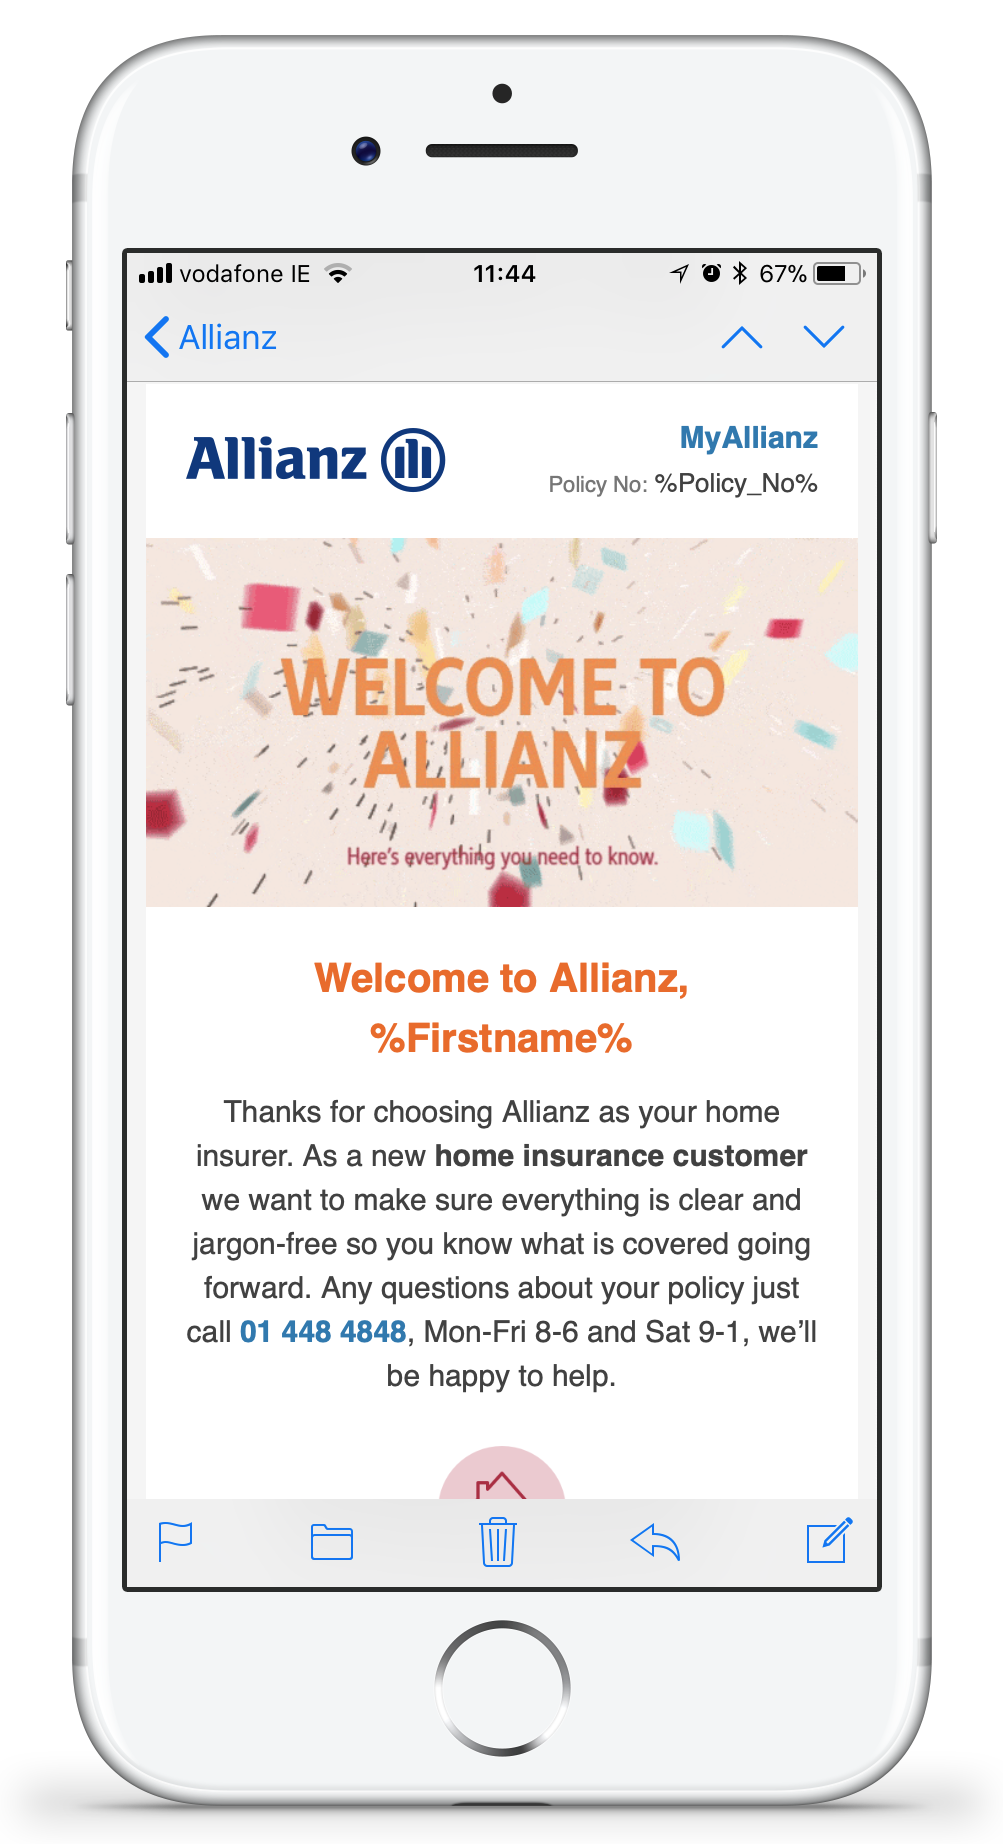 vodafone IE 11:44 67%
Allianz
Allianz
MyAllianz
Policy No: %Policy_No%
WELCOME TO
ALLIANZ
Here's everything you need to know.
Welcome to Allianz,
%Firstname%
Thanks for choosing Allianz as your home
insurer. As a new home insurance customer
we want to make sure everything is clear and
jargon-free so you know what is covered going
forward. Any questions about your policy just
call 01 448 4848, Mon-Fri 8-6 and Sat 9-1, we’ll
be happy to help.